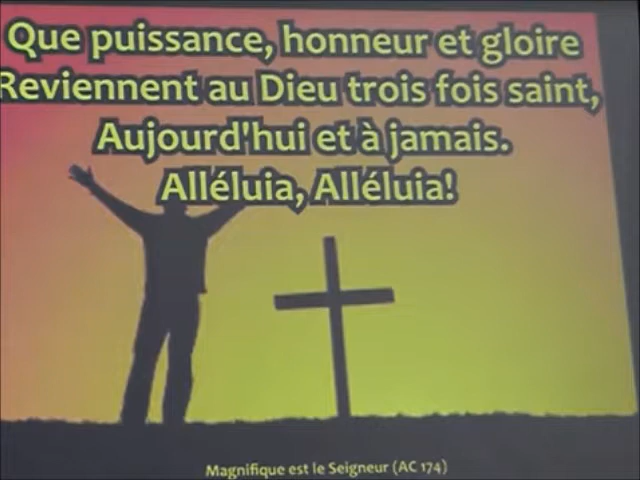 Que puissance, honneur et gloire
Reviennent au Dieu trois fois saint,
Aujourd'hui et à jamais.
Alléluia, Alléluia!
Magnifique est le Seigneur (AC 174)